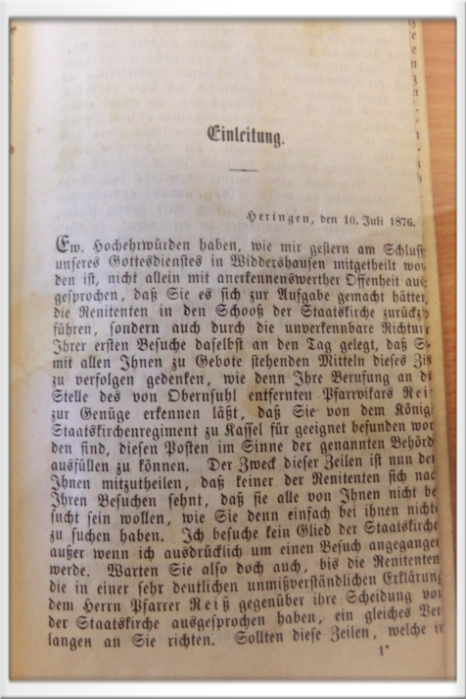 Einleitung.
Heringen, den 10. Juli 1876.
Ew. Hochehrwürden haben, wie mir gestern am Schluß
unseres Gottesdienstes in Widdershausen mitgetheilt wor
den ist, nicht allein mit anerkennenswerther Offenheit aus
gesprochen, daß Sie es sich zur Aufgabe gemacht hätten
die Renitenten in den Schooß der Staatskirche zurückz
führen, sondern auch durch die unverkennbare Richtun
Ihrer ersten Besuche daselbst an den Tag gelegt, daß S
mit allen Ihnen zu Gebote stehenden Mitteln dieses Zi
zu verfolgen gedenken, wie denn Ihre Berufung an d
Stelle des von Obernsuhl entfernten Pfarrvikars Rei
zur Genüge erkennen läßt, daß Sie von dem König
Staatskirchenregiment zu Kassel für geeignet befunden wor
den sind, diesen Posten im Sinne der genannten Behörd
ausfüllen zu können. Der Zweck dieser Zeilen ist nun der
Ihnen mitzutheilen, daß keiner der Renitenten sich nac
Ihren Besuchen sehnt, daß sie alle von Ihnen nicht be
sucht sein wollen, wie Sie denn einfach bei ihnen nichts
zu suchen haben. Ich besuche kein Glied der Staatskirche
außer wenn ich ausdrücklich um einen Besuch angegangen
werde. Warten Sie also doch auch, bis die Renitenten
die in einer sehr deutlichen unmißverständlichen Erklärung
dem Herrn Pfarrer Reiß gegenüber ihre Scheidung von
der Staatskirche ausgesprochen haben, ein gleiches Ver
langen an Sie richten. Sollten diese Zeilen, welche i
1*